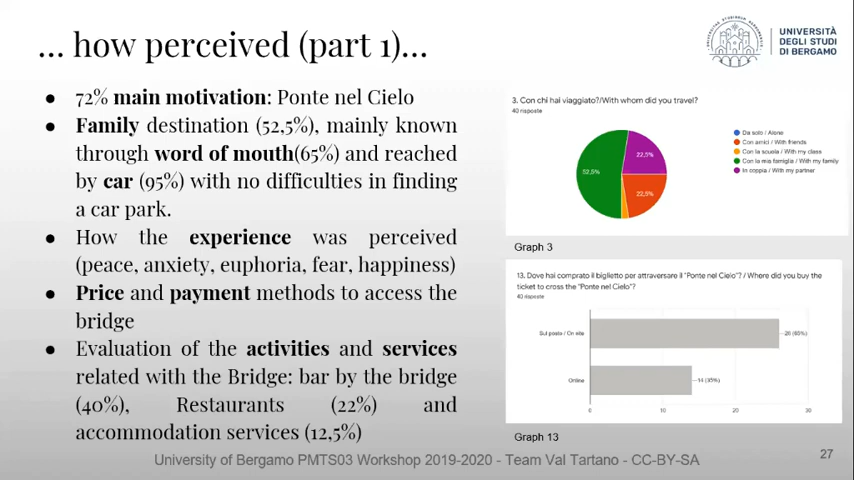 ... how perceived (part 1)...
UNIVERSITÀ
DEGLI STUDI
DI BERGAMO
● 72% main motivation: Ponte nel Cielo
● Family destination (52,5%), mainly known
through word of mouth(65%) and reached
by car (95%) with no difficulties in finding
a car park.
● How the experience was perceived
(peace, anxiety, euphoria, fear, happiness)
● Price and payment methods to access the
bridge
● Evaluation of the activities and services
related with the Bridge: bar by the bridge
(40%), Restaurants (22%) and
accommodation services (12,5%)
3. Con chi hai viaggiato?/With whom did you travel?
40 risposte
52,5%
22,5%
22,5%
Da solo / Alone
Con amici / With friends
Con la scuola / With my class
Con la mia famiglia / With my family
In coppia / With my partner
Graph 3
13. Dove hai comprato il biglietto per attraversare il "Ponte nel Cielo"? / Where did you buy the
ticket to cross the "Ponte nel Cielo"?
40 risposte
Sul posto / On site
26 (65%)
Online
14 (35%)
0 10 20 30
Graph 13
University of Bergamo PMTS03 Workshop 2019-2020 - Team Val Tartano - CC-BY-SA
27